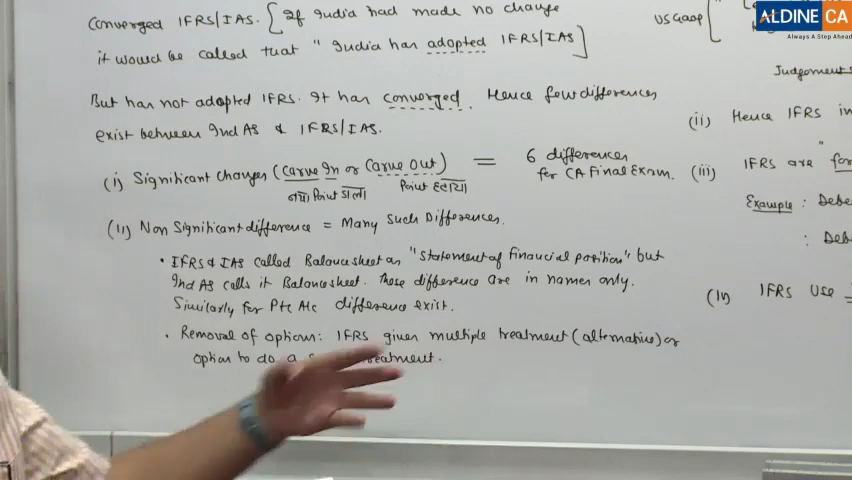 ALDINE CA
Always A Step Ahead
Converged IFRS/IAS. [If India had made no change
it would be called that "India has adopted IFRS/IAS]
But has not adopted IFRS. It has converged. Hence few differences
exist between Ind AS & IFRS/IAS.
(i) Significant Changes (Carve In or Carve Out) = 6 differences
for CA Final Exam.
नया Point डाला Point हटाया
(ii) Non Significant difference = Many Such Differences.
• IFRS & IAS called Balancesheet as "Statement of financial position" but
Ind AS calls it Balancesheet. These difference are in names only.
Similarly for P&L A/c difference exist.
• Removal of options: IFRS given multiple treatment (alternative) or
option to do a treatment.
US GAAP
Judgement
(ii) Hence IFRS in
(iii) IFRS are "for
Example : Debe
: Deb
(iv) IFRS Use